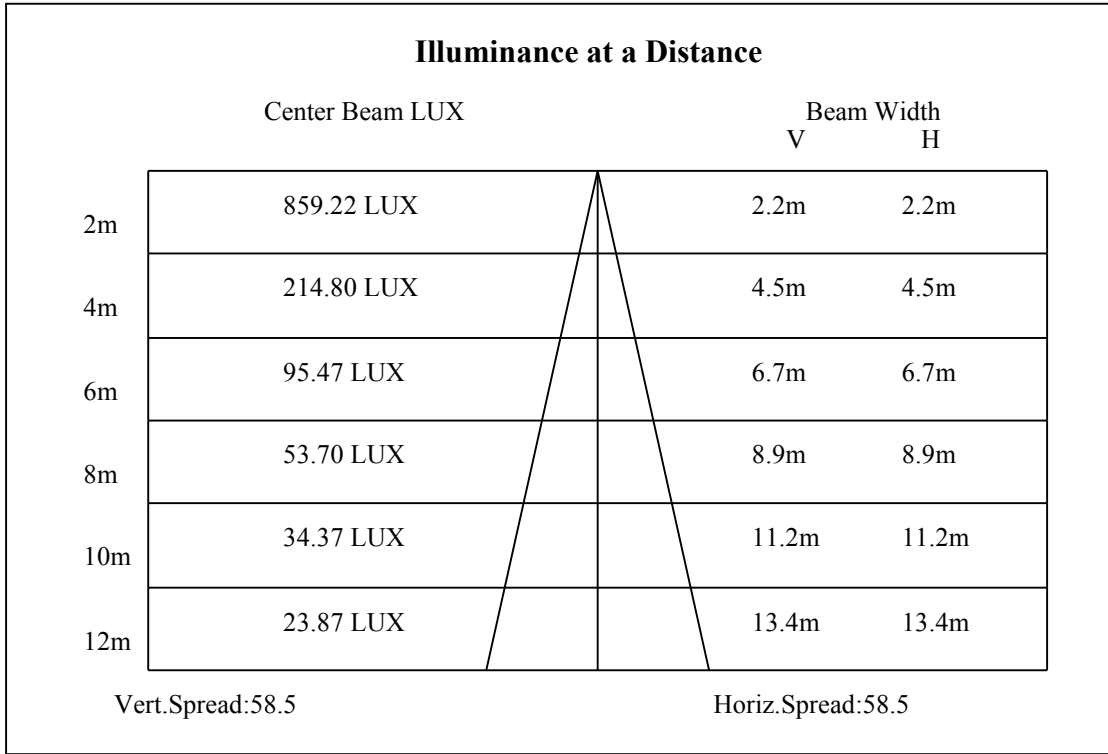 Illuminance at a Distance
Center Beam LUX Beam Width
V H
2m 859.22 LUX 2.2m 2.2m
4m 214.80 LUX 4.5m 4.5m
6m 95.47 LUX 6.7m 6.7m
8m 53.70 LUX 8.9m 8.9m
10m 34.37 LUX 11.2m 11.2m
12m 23.87 LUX 13.4m 13.4m
Vert.Spread:58.5 Horiz.Spread:58.5